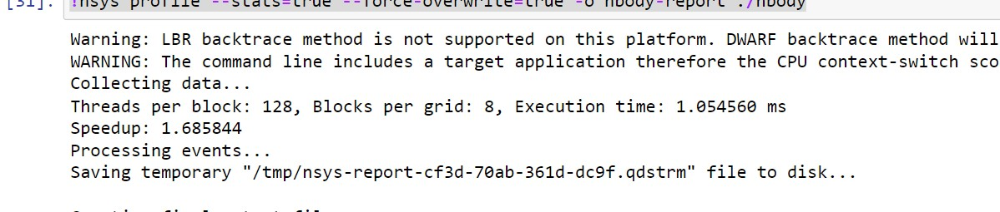 [31]: !nsys profile --stats=true --force-overwrite=true -o nbody-report ./nbody
Warning: LBR backtrace method is not supported on this platform. DWARF backtrace method will
WARNING: The command line includes a target application therefore the CPU context-switch sco
Collecting data...
Threads per block: 128, Blocks per grid: 8, Execution time: 1.054560 ms
Speedup: 1.685844
Processing events...
Saving temporary "/tmp/nsys-report-cf3d-70ab-361d-dc9f.qdstrm" file to disk...